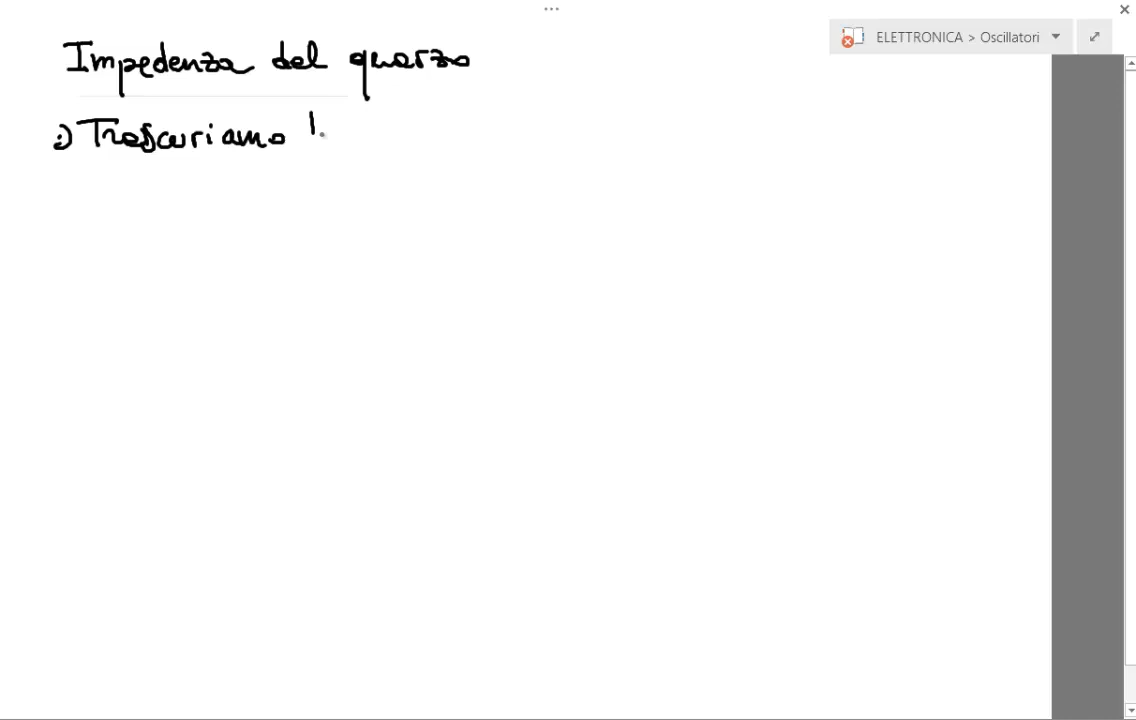 Impedenza del quarzo
ELETTRONICA > Oscillatori
i) Trascuriamo